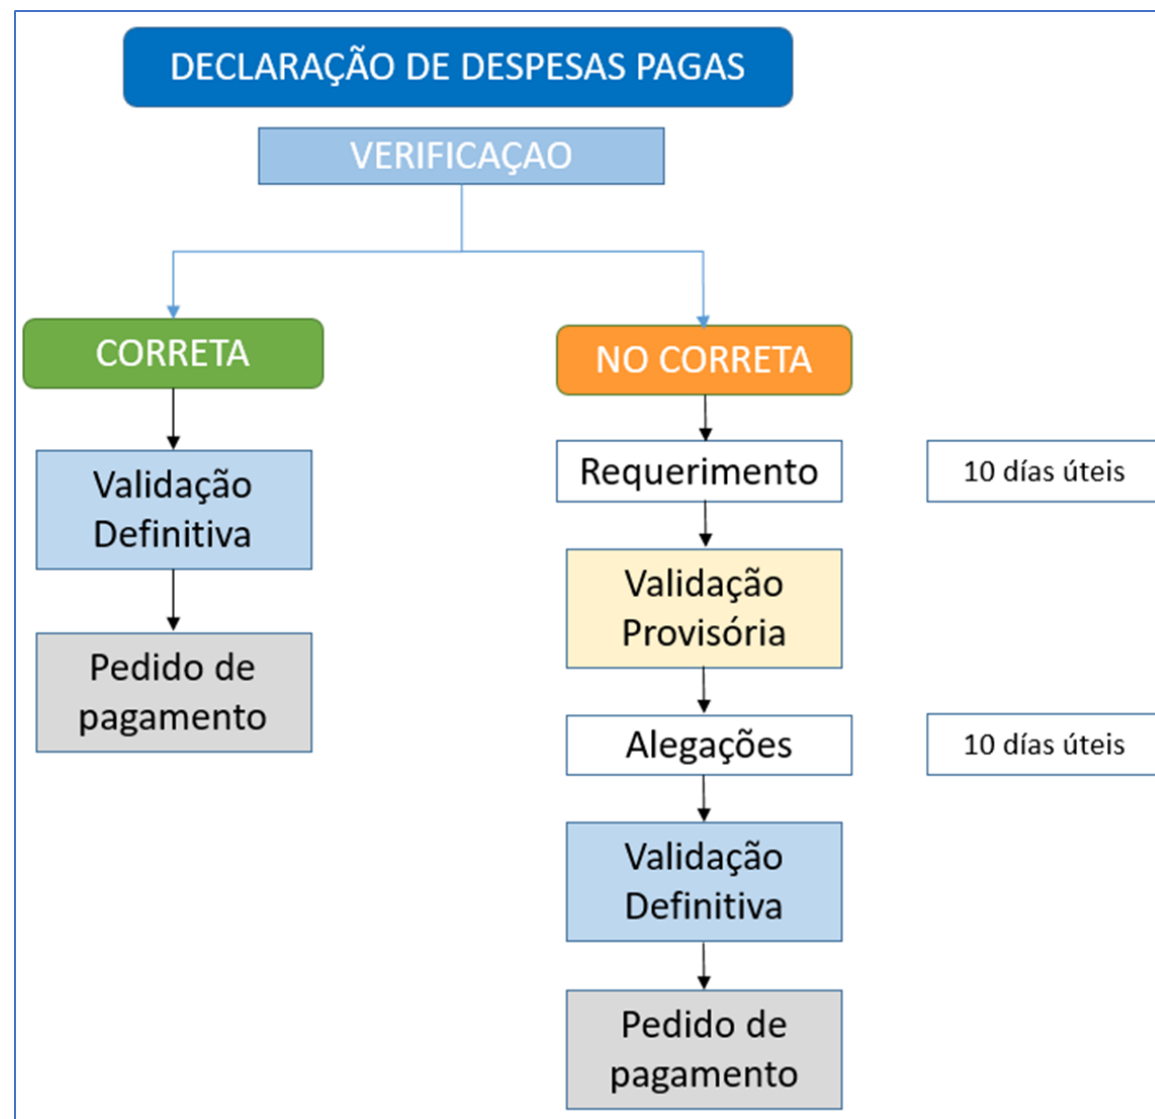 DECLARAÇÃO DE DESPESAS PAGAS
VERIFICAÇAO
CORRETA
NO CORRETA
Validação
Definitiva
Pedido de
pagamento
Requerimento
10 días úteis
Validação
Provisória
Alegações
10 días úteis
Validação
Definitiva
Pedido de
pagamento